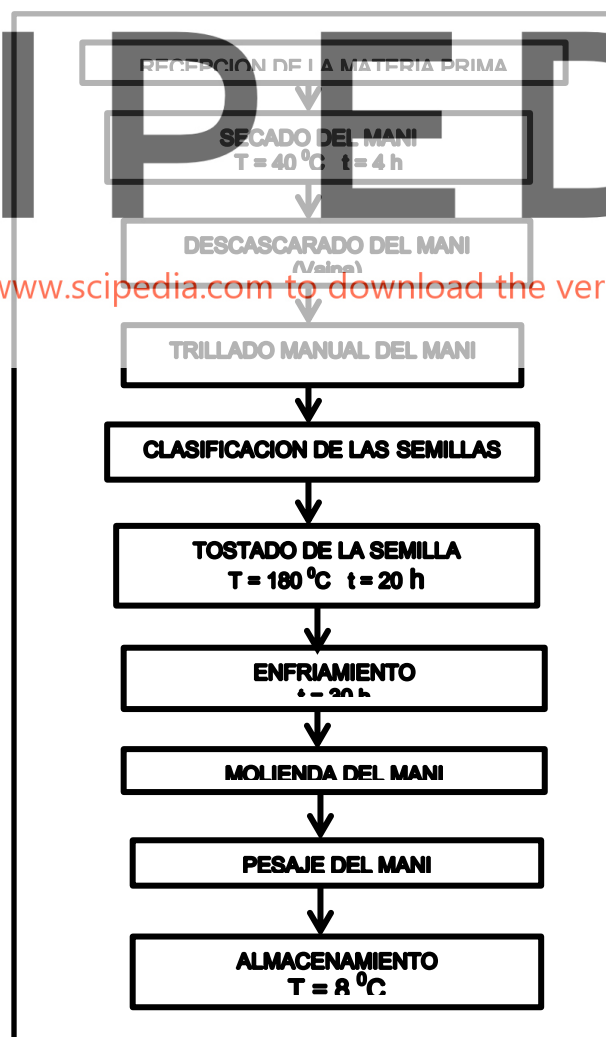 IPED
RECEPCION DE LA MATERIA PRIMA
SECADO DEL MANI
T = 40 ⁰C t = 4 h
DESCASCARADO DEL MANI
(Vaina)
www.scipedia.com to download the ver
TRILLADO MANUAL DEL MANI
CLASIFICACION DE LAS SEMILLAS
TOSTADO DE LA SEMILLA
T = 180 ⁰C t = 20 h
ENFRIAMIENTO
MOLIENDA DEL MANI
PESAJE DEL MANI
ALMACENAMIENTO
T = 8 ⁰C